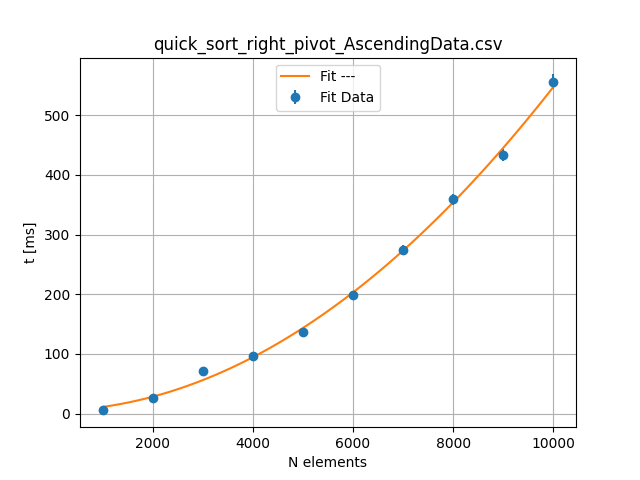 quick_sort_right_pivot_AscendingData.csv
Fit ---
Fit Data
t [ms]
500
400
300
200
100
0
2000 4000 6000 8000 10000
N elements